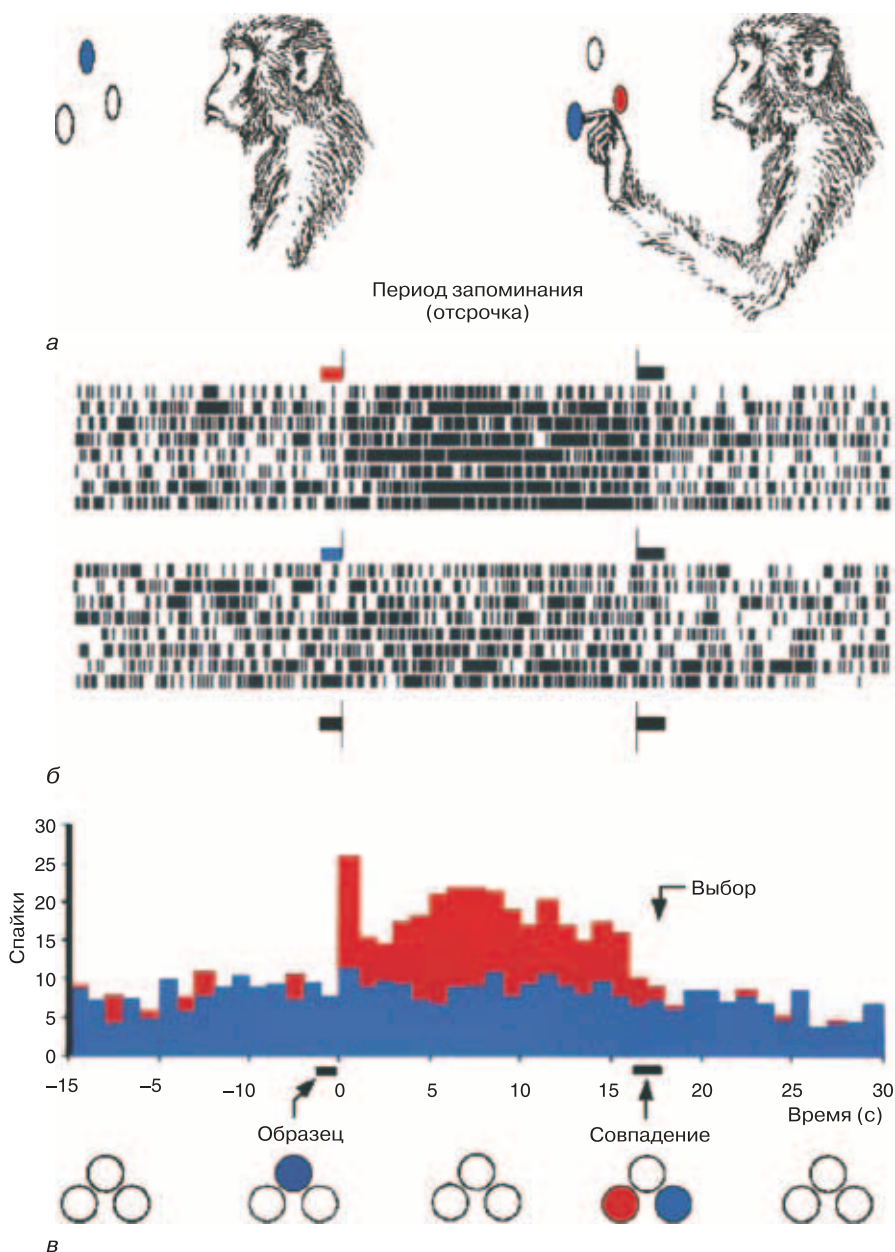 Период запоминания
(отсрочка)
а
б
30
25
20
15
10
5
0
Спайки
Выбор
–15 –5 –10 0 5 10 15 20 25 30
Время (с)
Образец
Совпадение
в